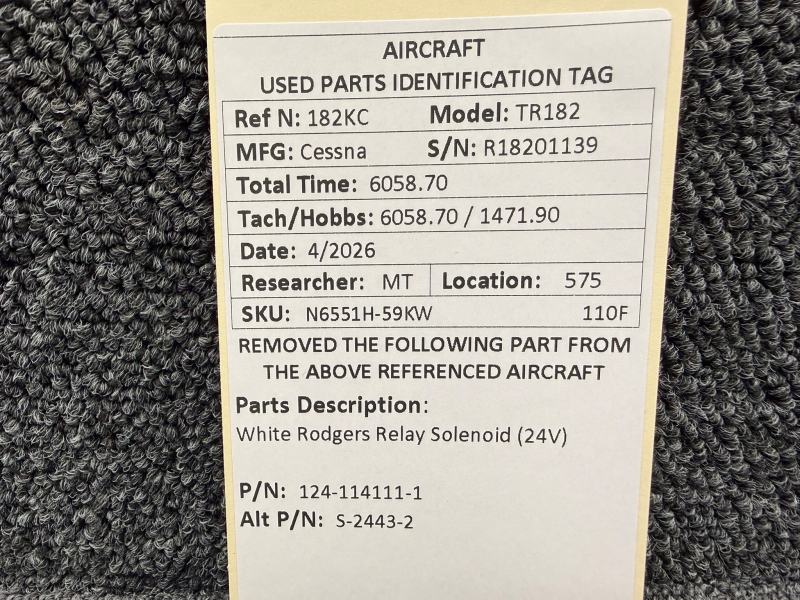 AIRCRAFT
USED PARTS IDENTIFICATION TAG
Ref N: 182KC Model: TR182
MFG: Cessna S/N: R18201139
Total Time: 6058.70
Tach/Hobbs: 6058.70 / 1471.90
Date: 4/2026
Researcher: MT Location: 575
SKU: N6551H-59KW 110F
REMOVED THE FOLLOWING PART FROM
THE ABOVE REFERENCED AIRCRAFT
Parts Description:
White Rodgers Relay Solenoid (24V)
P/N: 124-114111-1
Alt P/N: S-2443-2